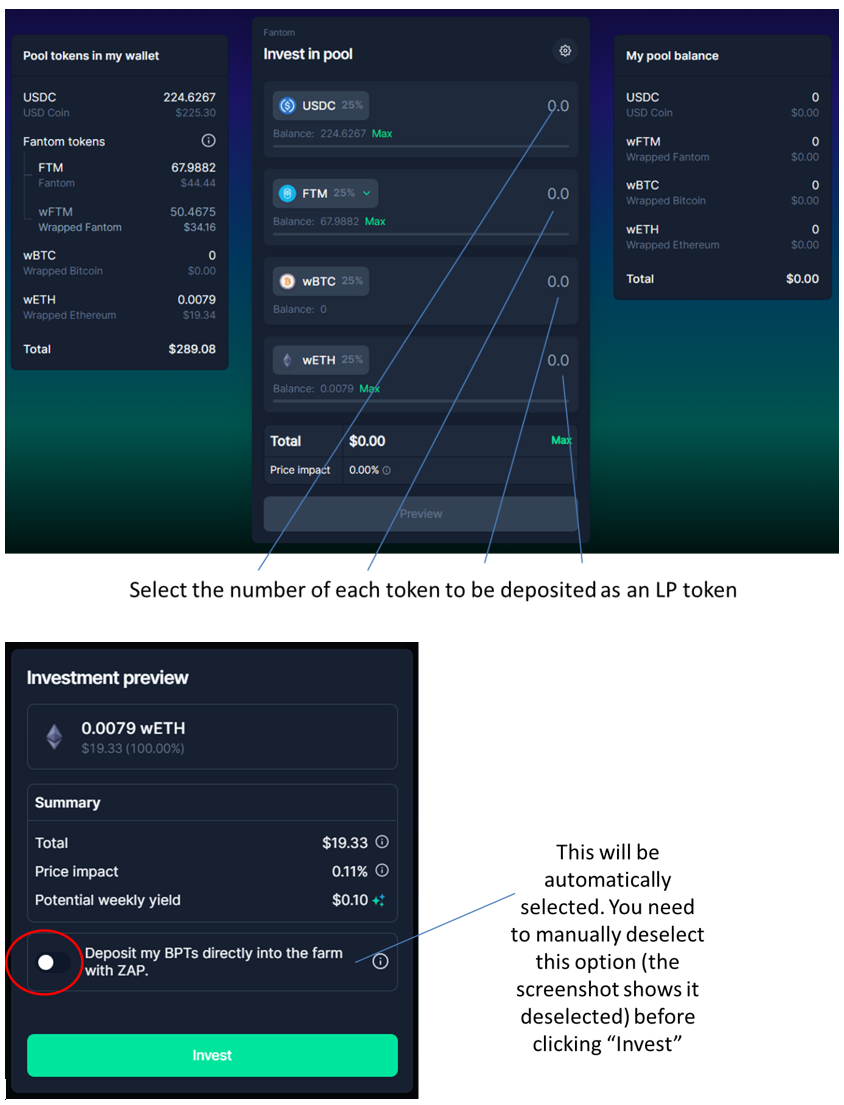 Pool tokens in my wallet
USDC 224.6267
USD Coin $225.30
Fantom tokens
FTM 67.9882
Fantom $44.44
wFTM 50.4675
Wrapped Fantom $34.16
wBTC 0
Wrapped Bitcoin $0.00
wETH 0.0079
Wrapped Ethereum $19.34
Total $289.08
Fantom
Invest in pool
USDC 25% 0.0
Balance: 224.6267 Max
FTM 25% 0.0
Balance: 67.9882 Max
wBTC 25% 0.0
Balance: 0
wETH 25% 0.0
Balance: 0.0079 Max
Total $0.00 Max
Price impact 0.00%
Preview
My pool balance
USDC 0
USD Coin $0.00
wFTM 0
Wrapped Fantom $0.00
wBTC 0
Wrapped Bitcoin $0.00
wETH 0
Wrapped Ethereum $0.00
Total $0.00
Select the number of each token to be deposited as an LP token
Investment preview
0.0079 wETH
$19.33 (100.00%)
Summary
Total $19.33
Price impact 0.11%
Potential weekly yield $0.10
Deposit my BPTs directly into the farm
with ZAP.
Invest
This will be
automatically
selected. You need
to manually deselect
this option (the
screenshot shows it
deselected) before
clicking “Invest”